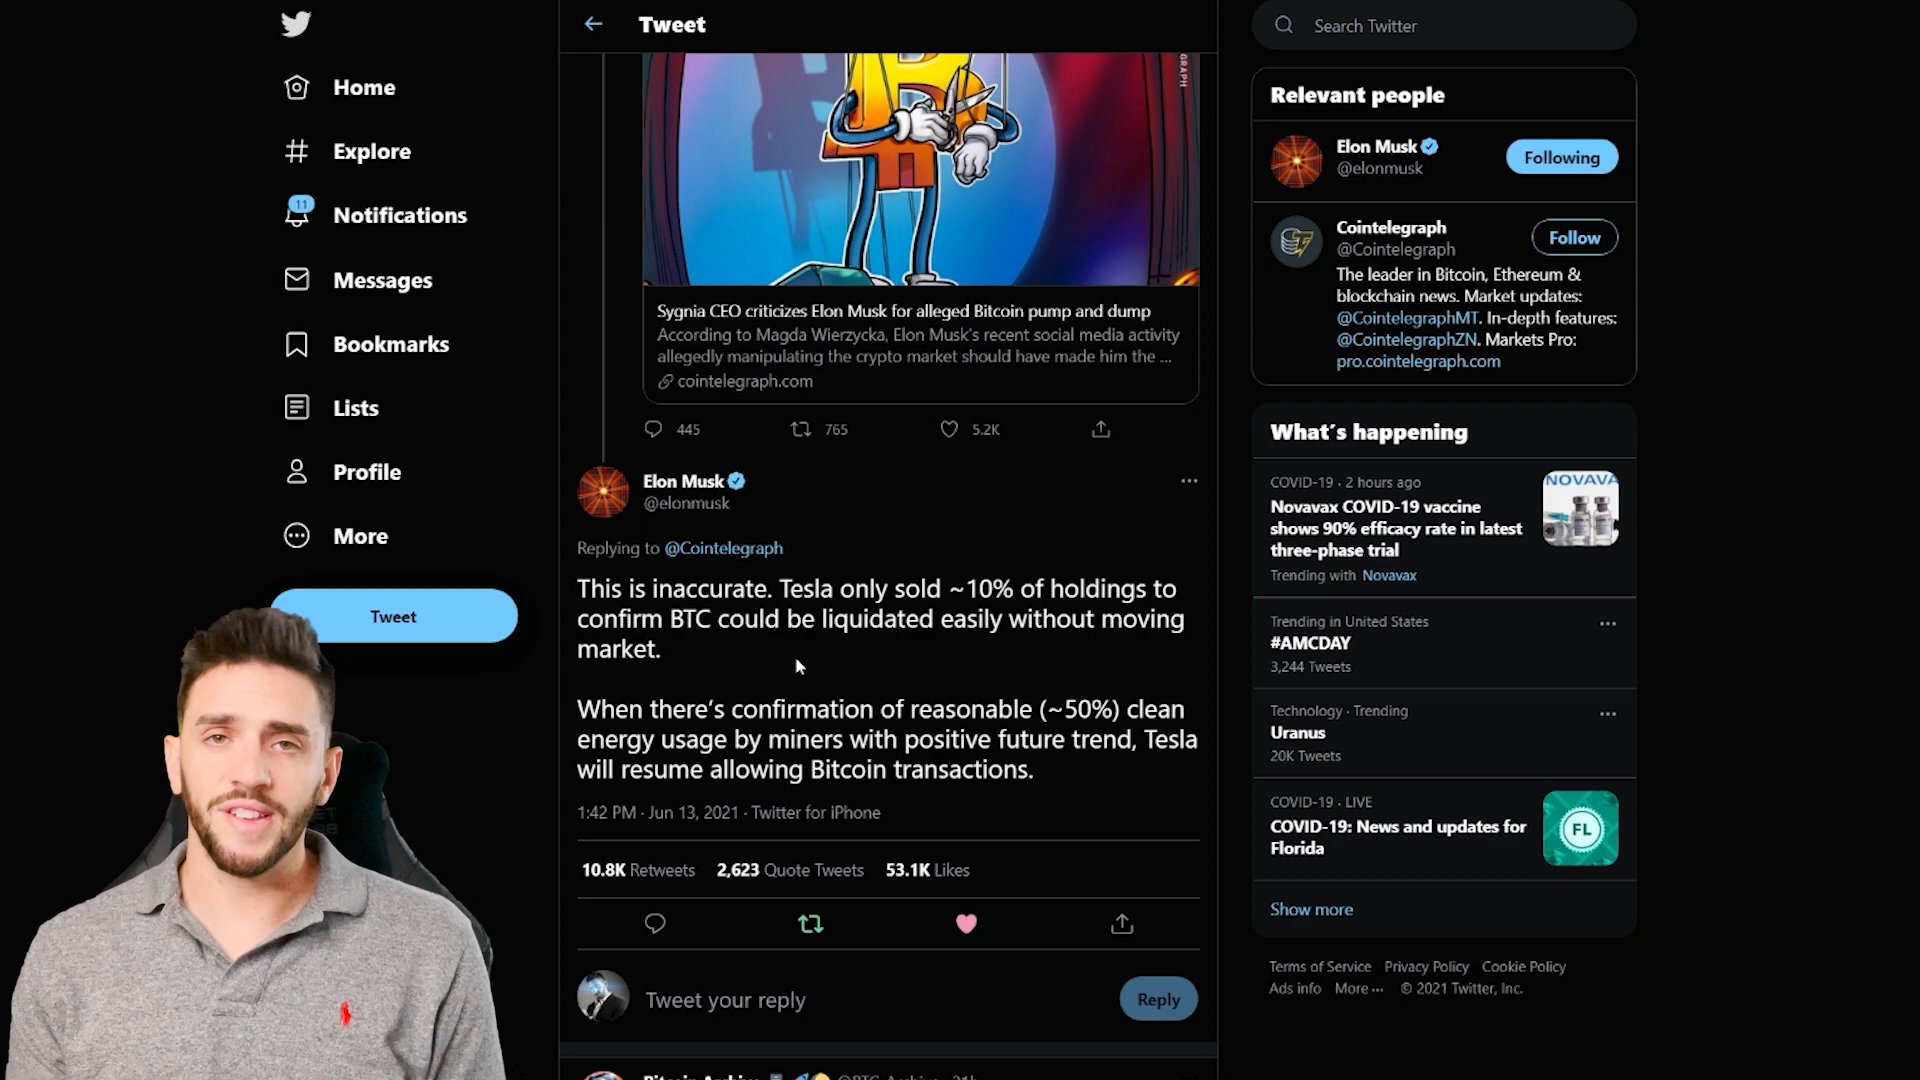 Home
Explore
11
Notifications
Messages
Bookmarks
Lists
Profile
More
Tweet
Tweet
GRAPH
Sygnia CEO criticizes Elon Musk for alleged Bitcoin pump and dump
According to Magda Wierzycka, Elon Musk's recent social media activity
allegedly manipulating the crypto market should have made him the ...
cointelegraph.com
445 765 5.2K
Elon Musk
@elonmusk
Replying to @Cointelegraph
This is inaccurate. Tesla only sold ~10% of holdings to
confirm BTC could be liquidated easily without moving
market.
When there's confirmation of reasonable (~50%) clean
energy usage by miners with positive future trend, Tesla
will resume allowing Bitcoin transactions.
1:42 PM · Jun 13, 2021 · Twitter for iPhone
10.8K Retweets 2,623 Quote Tweets 53.1K Likes
Tweet your reply
Reply
Search Twitter
Relevant people
Elon Musk
@elonmusk
Following
Cointelegraph
@Cointelegraph
Follow
The leader in Bitcoin, Ethereum &
blockchain news. Market updates:
@CointelegraphMT. In-depth features:
@CointelegraphZN. Markets Pro:
pro.cointelegraph.com
What's happening
COVID-19 · 2 hours ago
Novavax COVID-19 vaccine
shows 90% efficacy rate in latest
three-phase trial
Trending with Novavax
NOVAVA
Trending in United States
#AMCDAY
3,244 Tweets
Technology · Trending
Uranus
20K Tweets
COVID-19 · LIVE
COVID-19: News and updates for
Florida
FL
Show more
Terms of Service Privacy Policy Cookie Policy
Ads info More ··· © 2021 Twitter, Inc.